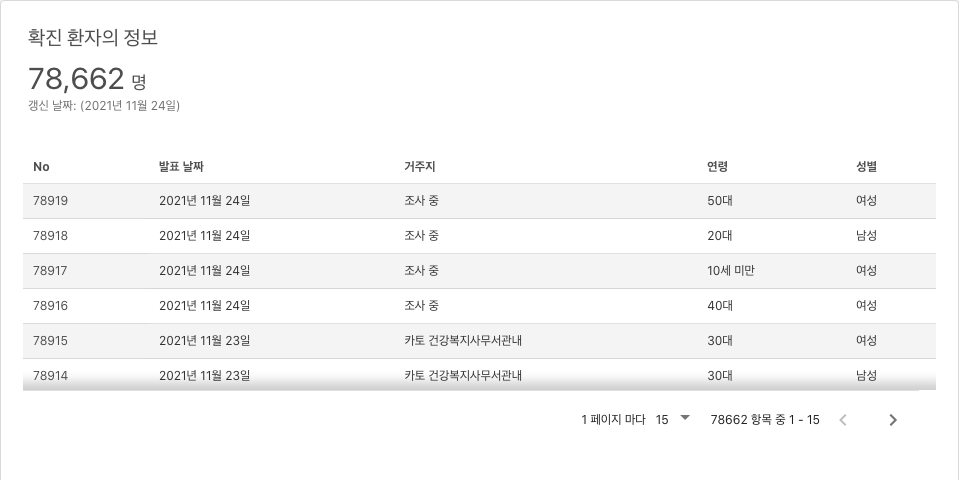 확진 환자의 정보
78,662 명
갱신 날짜: (2021년 11월 24일)
No 발표 날짜 거주지 연령 성별
78919 2021년 11월 24일 조사 중 50대 여성
78918 2021년 11월 24일 조사 중 20대 남성
78917 2021년 11월 24일 조사 중 10세 미만 여성
78916 2021년 11월 24일 조사 중 40대 여성
78915 2021년 11월 23일 카토 건강복지사무서관내 30대 여성
78914 2021년 11월 23일 카토 건강복지사무서관내 30대 남성
1 페이지 마다 15 78662 항목 중 1 - 15